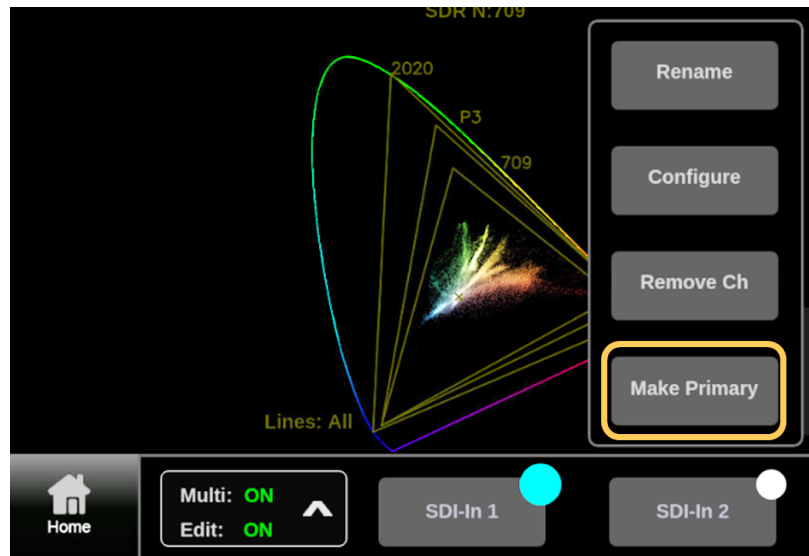 SDR N:709
2020
P3
709
Lines: All
Rename
Configure
Remove Ch
Make Primary
Home
Multi: ON
Edit: ON
SDI-In 1
SDI-In 2